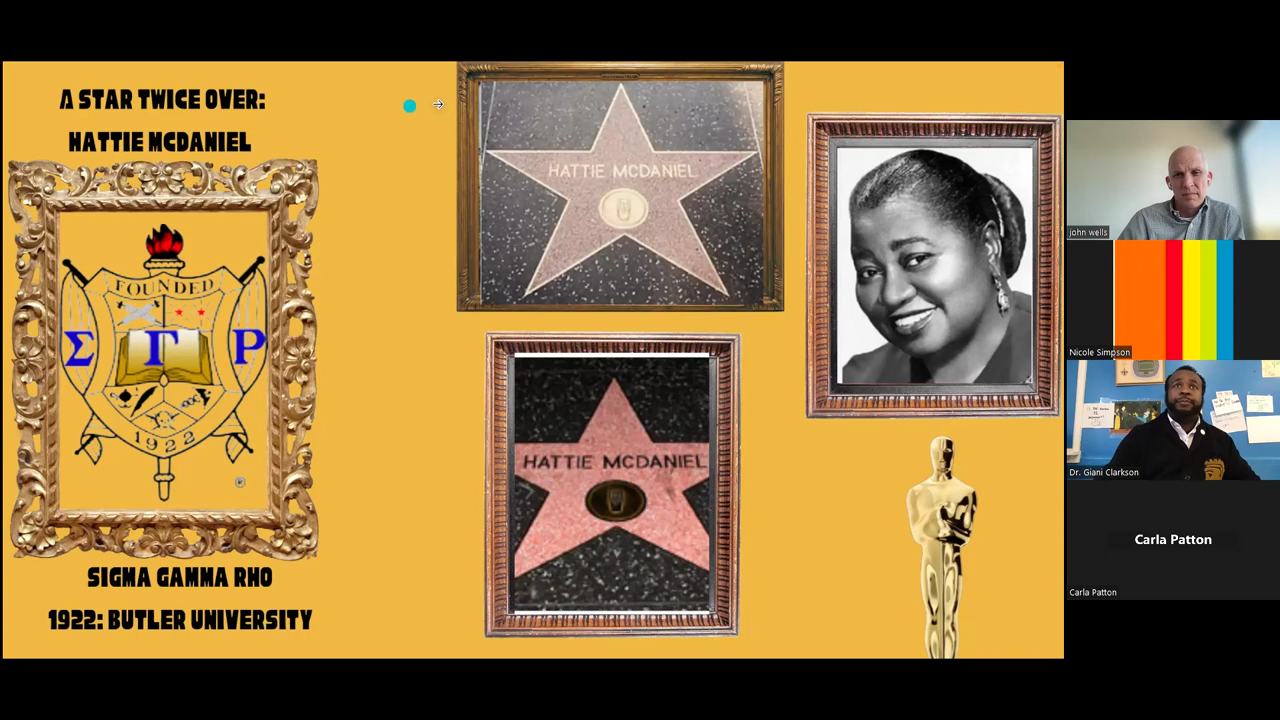 A STAR TWICE OVER:
HATTIE MCDANIEL
FOUNDED
Σ Γ Ρ
1922
®
SIGMA GAMMA RHO
1922: BUTLER UNIVERSITY
HATTIE MCDANIEL
HATTIE MCDANIEL
john wells
Nicole Simpson
Dr. Giani Clarkson
Carla Patton
Carla Patton